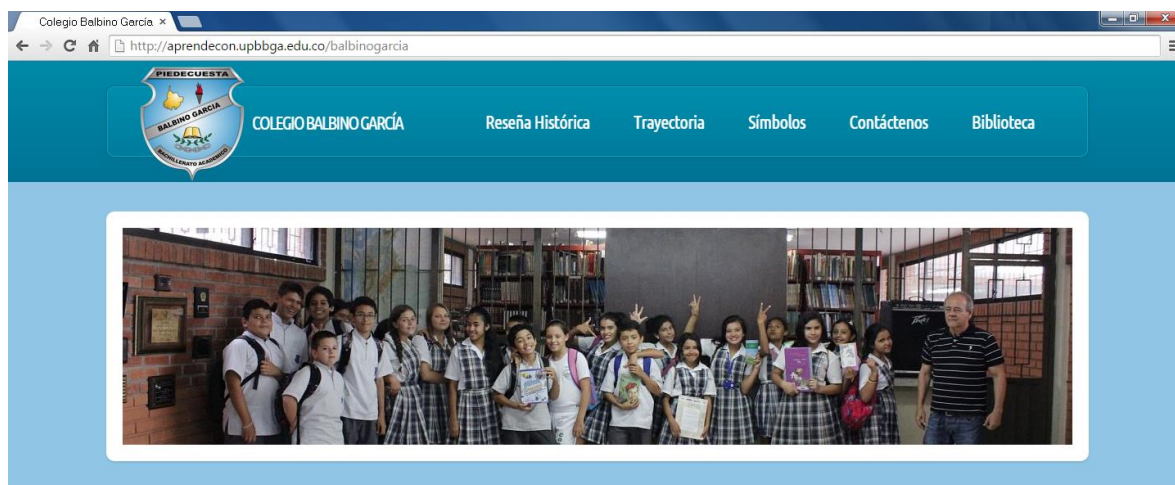 Colegio Balbino García
http://aprendecon.upbbga.edu.co/balbinogarcia
PIEDECUESTA
BALBINO GARCIA
BACHILLERATO ACADEMICO
COLEGIO BALBINO GARCÍA
Reseña Histórica
Trayectoria
Símbolos
Contáctenos
Biblioteca
Peavey